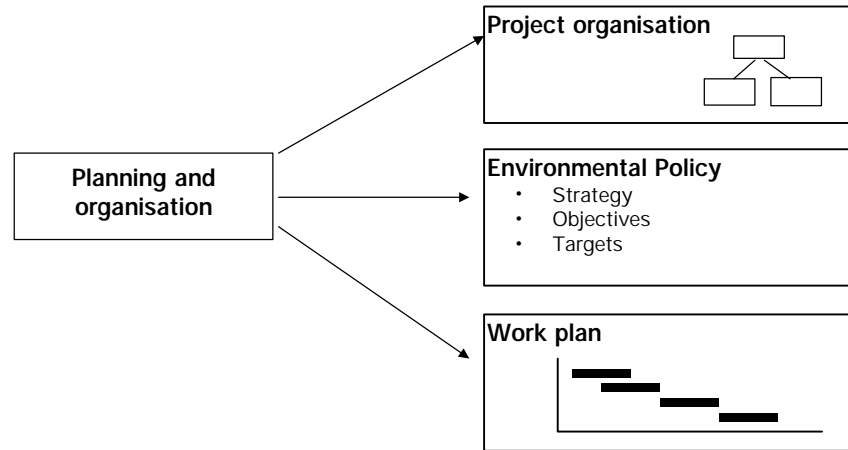 Project organisation
Planning and
organisation
Environmental Policy
• Strategy
• Objectives
• Targets
Work plan